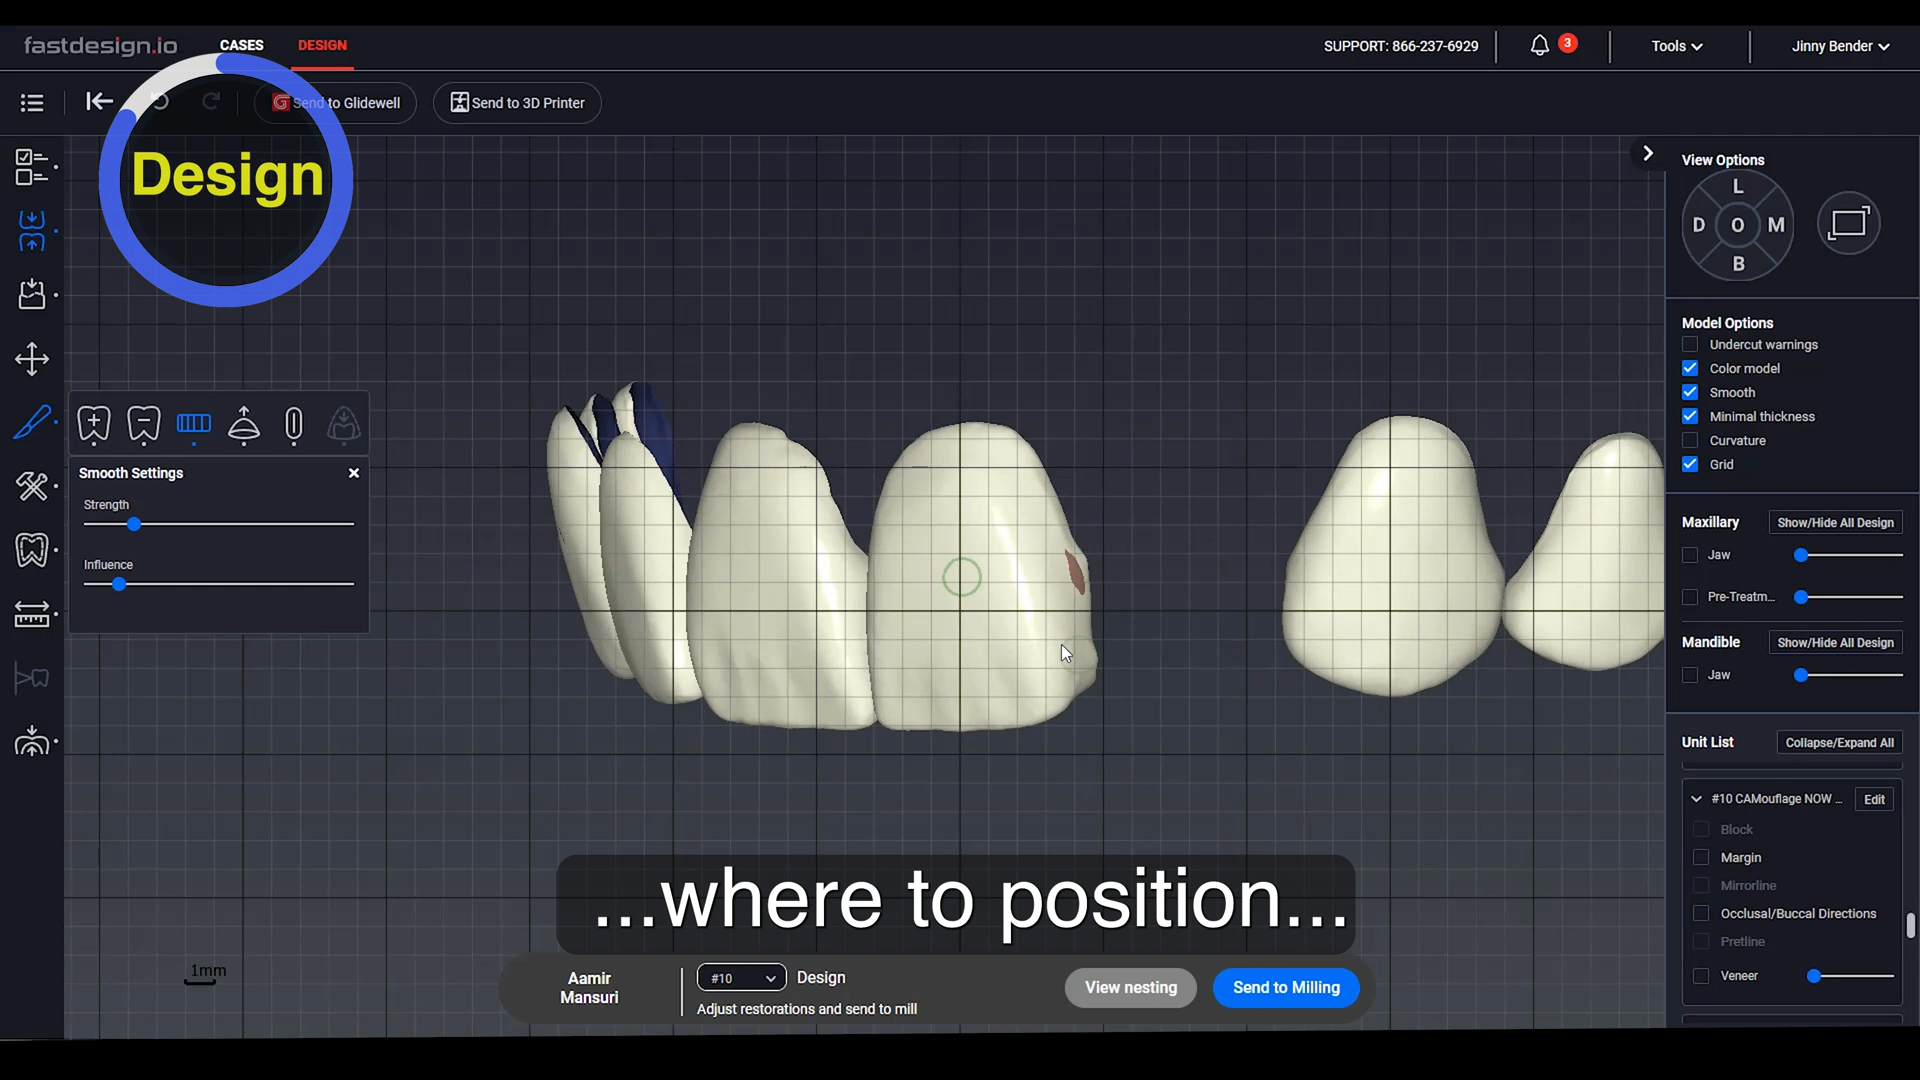 fastdesign.io
CASES
DESIGN
SUPPORT: 866-237-6929
3
Tools
Jinny Bender
G Send to Glidewell
Send to 3D Printer
Design
View Options
L
D O M
B
Model Options
Undercut warnings
Color model
Smooth
Minimal thickness
Curvature
Grid
Smooth Settings
Strength
Influence
Maxillary
Show/Hide All Design
Jaw
Pre-Treatm...
Mandible
Show/Hide All Design
Jaw
Unit List
Collapse/Expand All
#10 CAMouflage NOW ...
Edit
Block
Margin
Mirrorline
Occlusal/Buccal Directions
Pretline
Veneer
...where to position...
1mm
Aamir
Mansuri
#10
Design
Adjust restorations and send to mill
View nesting
Send to Milling